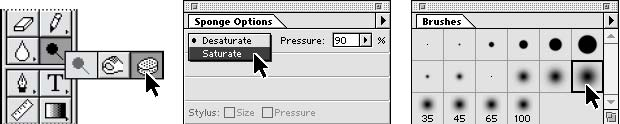 T
Sponge Options
Desaturate
Saturate
Pressure: 90 %
Stylus: Size Pressure
Brushes
35 45 65 100